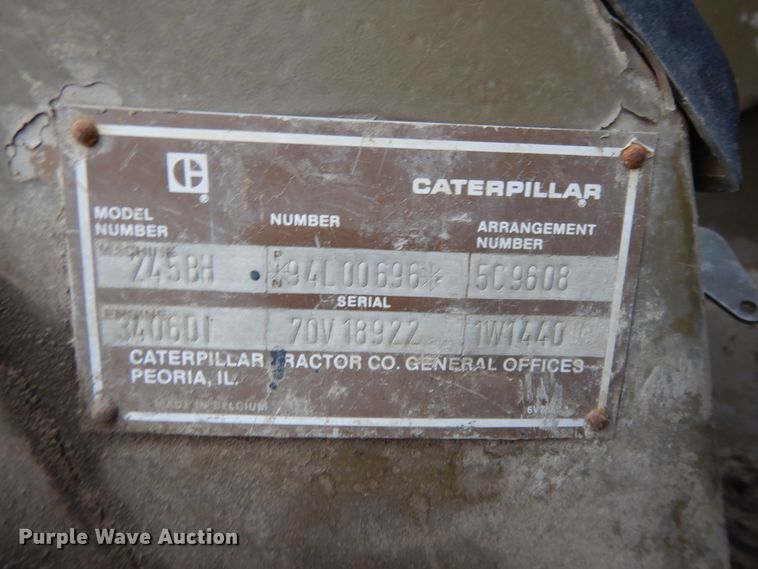 C
®
CATERPILLAR
®
MODEL NUMBER
NUMBER
ARRANGEMENT NUMBER
MACHINE
245BH
PIN
*94L00696*
5C9608
SERIAL
ENGINE
3406DI
70V18922
1W1440
CATERPILLAR TRACTOR CO. GENERAL OFFICES
PEORIA, IL.
MADE IN BELGIUM
Purple Wave Auction